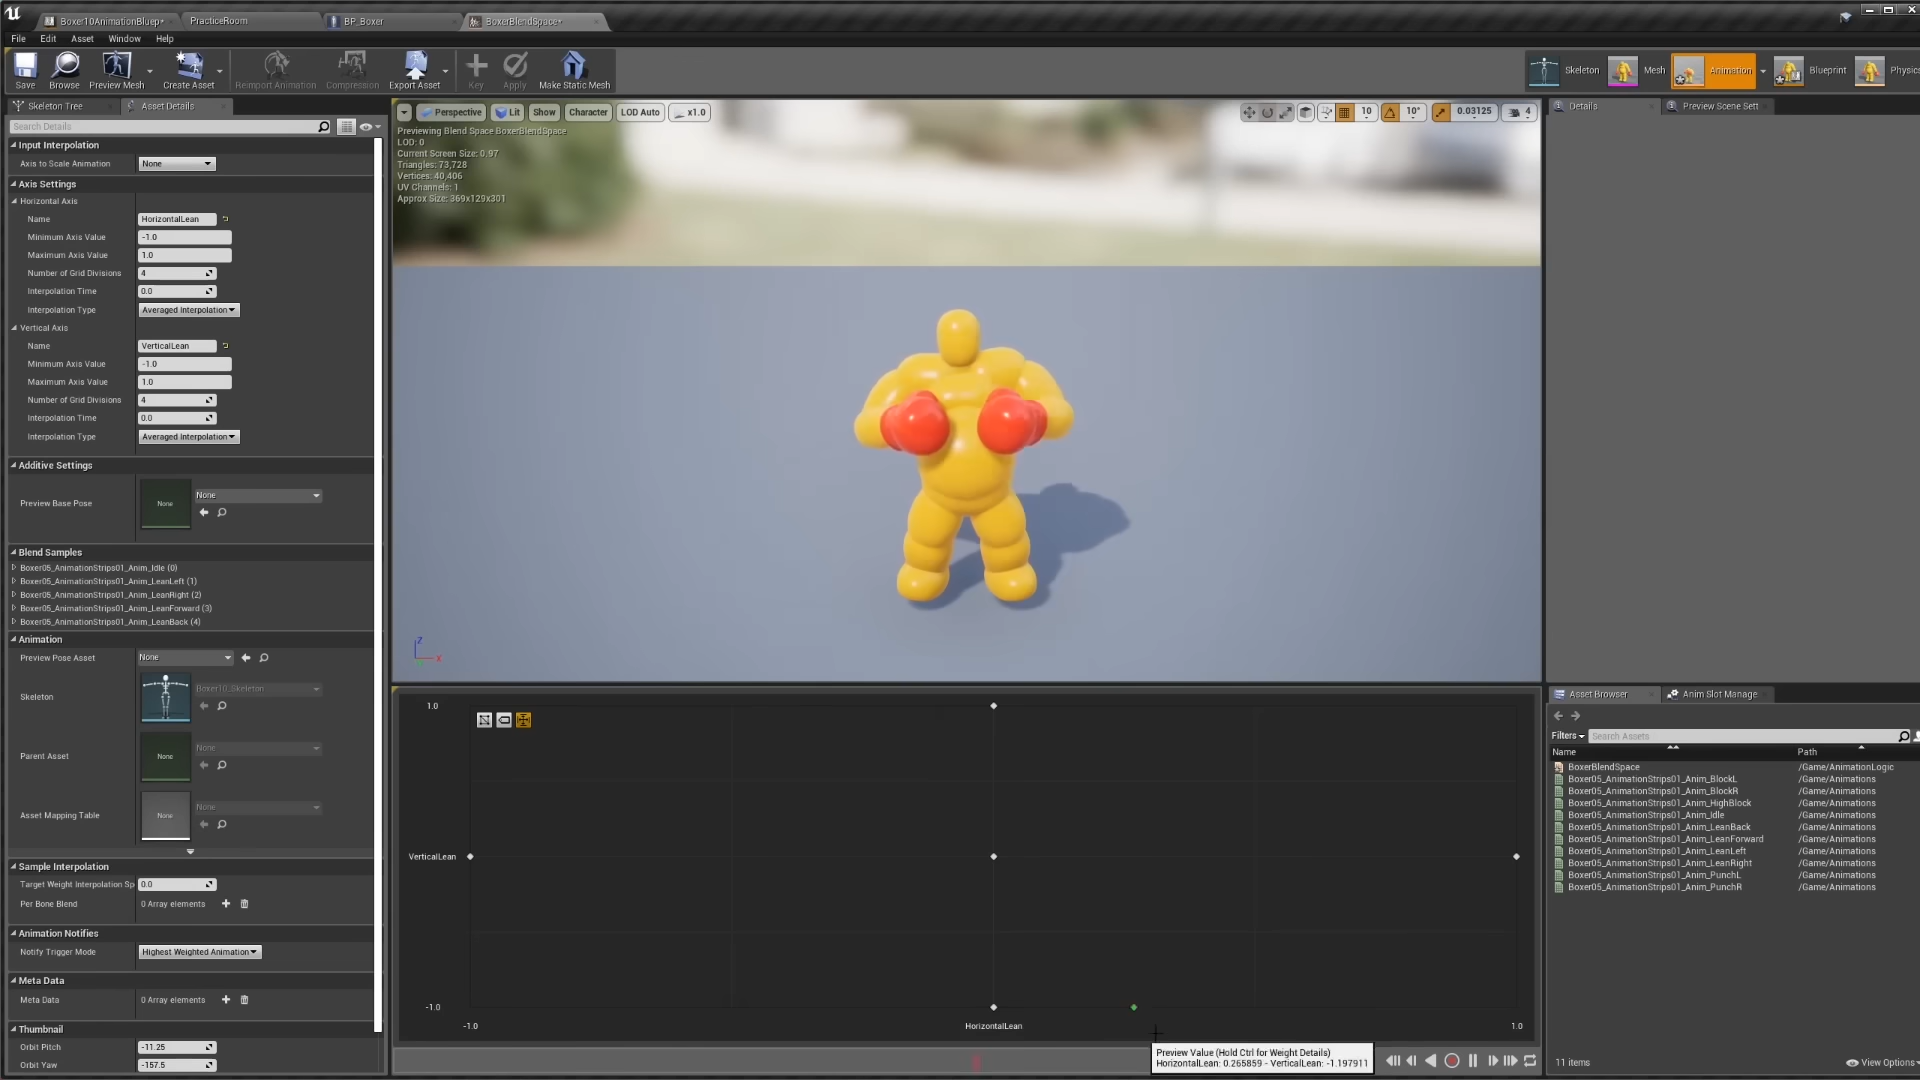 Boxer10AnimationBluep*
PracticeRoom
BP_Boxer
BoxerBlendSpace*
File Edit Asset Window Help
Save
Browse
Preview Mesh
Create Asset
Reimport Animation
Compression
Export Asset
Key
Apply
Make Static Mesh
Skeleton
Mesh
Animation
Blueprint
Physics
Skeleton Tree
Asset Details
Search Details
Input Interpolation
Axis to Scale Animation None
Axis Settings
Horizontal Axis
Name HorizontalLean
Minimum Axis Value -1.0
Maximum Axis Value 1.0
Number of Grid Divisions 4
Interpolation Time 0.0
Interpolation Type Averaged Interpolation
Vertical Axis
Name VerticalLean
Minimum Axis Value -1.0
Maximum Axis Value 1.0
Number of Grid Divisions 4
Interpolation Time 0.0
Interpolation Type Averaged Interpolation
Additive Settings
Preview Base Pose None None
Blend Samples
Boxer05_AnimationStrips01_Anim_Idle (0)
Boxer05_AnimationStrips01_Anim_LeanLeft (1)
Boxer05_AnimationStrips01_Anim_LeanRight (2)
Boxer05_AnimationStrips01_Anim_LeanForward (3)
Boxer05_AnimationStrips01_Anim_LeanBack (4)
Animation
Preview Pose Asset None
Skeleton Boxer10_Skeleton
Parent Asset None None
Asset Mapping Table None None
Sample Interpolation
Target Weight Interpolation Sp 0.0
Per Bone Blend 0 Array elements
Animation Notifies
Notify Trigger Mode Highest Weighted Animation
Meta Data
Meta Data 0 Array elements
Thumbnail
Orbit Pitch -11.25
Orbit Yaw -157.5
Perspective Lit Show Character LOD Auto x1.0
10 10° 0.03125 4
Previewing Blend Space BoxerBlendSpace
LOD: 0
Current Screen Size: 0.97
Triangles: 73,728
Vertices: 40,406
UV Channels: 1
Approx Size: 369x129x301
Z
X
1.0
VerticalLean
-1.0
-1.0 HorizontalLean 1.0
Preview Value (Hold Ctrl for Weight Details)
HorizontalLean: 0.265859 - VerticalLean: -1.197911
Details
Preview Scene Sett
Asset Browser
Anim Slot Manage
Filters Search Assets
Name Path
BoxerBlendSpace /Game/AnimationLogic
Boxer05_AnimationStrips01_Anim_BlockL /Game/Animations
Boxer05_AnimationStrips01_Anim_BlockR /Game/Animations
Boxer05_AnimationStrips01_Anim_HighBlock /Game/Animations
Boxer05_AnimationStrips01_Anim_Idle /Game/Animations
Boxer05_AnimationStrips01_Anim_LeanBack /Game/Animations
Boxer05_AnimationStrips01_Anim_LeanForward /Game/Animations
Boxer05_AnimationStrips01_Anim_LeanLeft /Game/Animations
Boxer05_AnimationStrips01_Anim_LeanRight /Game/Animations
Boxer05_AnimationStrips01_Anim_PunchL /Game/Animations
Boxer05_AnimationStrips01_Anim_PunchR /Game/Animations
11 items
View Options